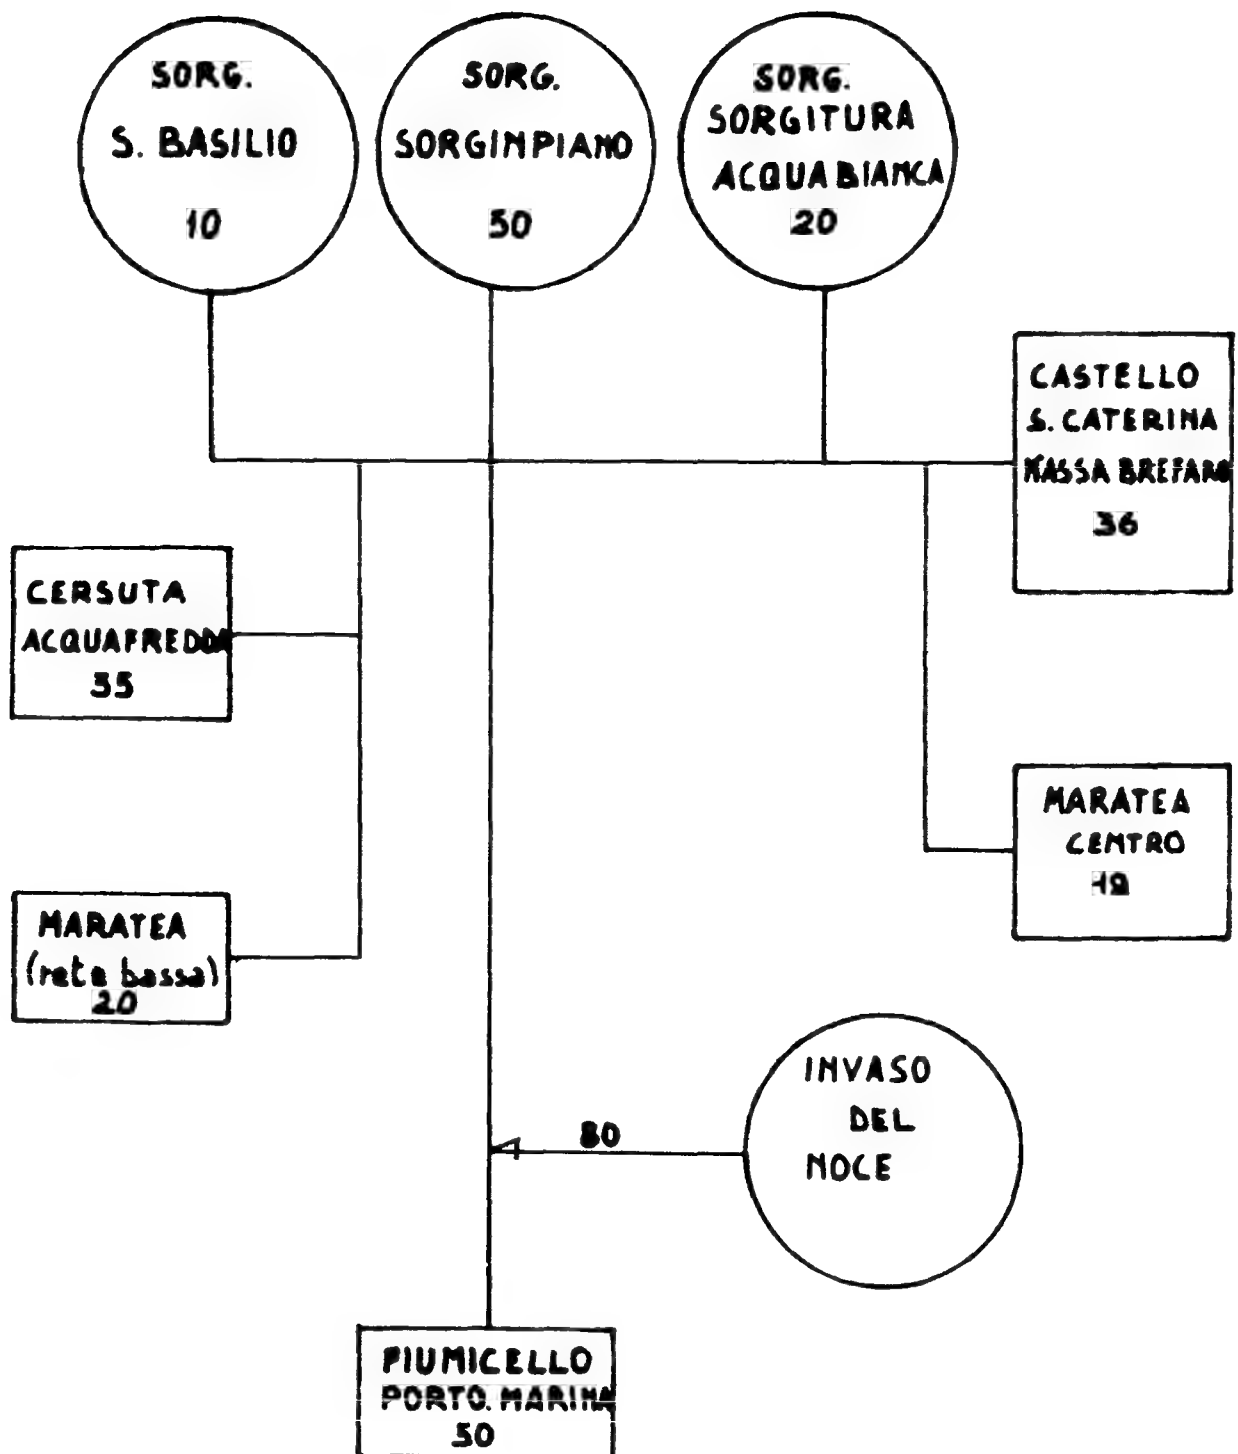 SORG.
S. BASILIO
10
SORG.
SORGINPIANO
50
SORG.
SORGITURA
ACQUABIANCA
20
CASTELLO
S. CATERINA
MASSA BREFARO
36
CERSUTA
ACQUAFREDDA
35
MARATEA
CENTRO
19
MARATEA
(rete bassa)
20
INVASO
DEL
NOCE
80
FIUMICELLO
PORTO. MARINA
50